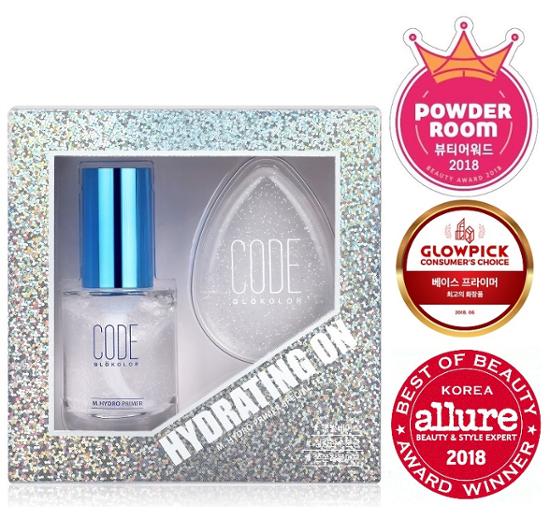 POWDER
ROOM
뷰티어워드
2018
BEAUTY AWARD 2018
CODE
GLOKOLOR
CODE
GLOKOLOR
M.HYDRO PRIMER
HYDRATING ON
M.HYDRO PRIMER
GLOWPICK
CONSUMER'S CHOICE
베이스 프라이머
최고의 화장품
2018. 06
BEST OF BEAUTY
KOREA
allure
BEAUTY & STYLE EXPERT
2018
AWARD WINNER